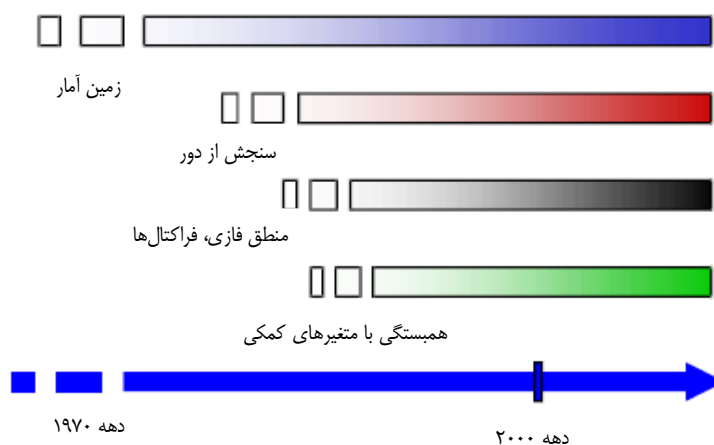 زمین آمار
سنجش از دور
منطق فازی، فراکتال‌ها
همبستگی با متغیرهای کمکی
دهه ۱۹۷۰
دهه ۲۰۰۰